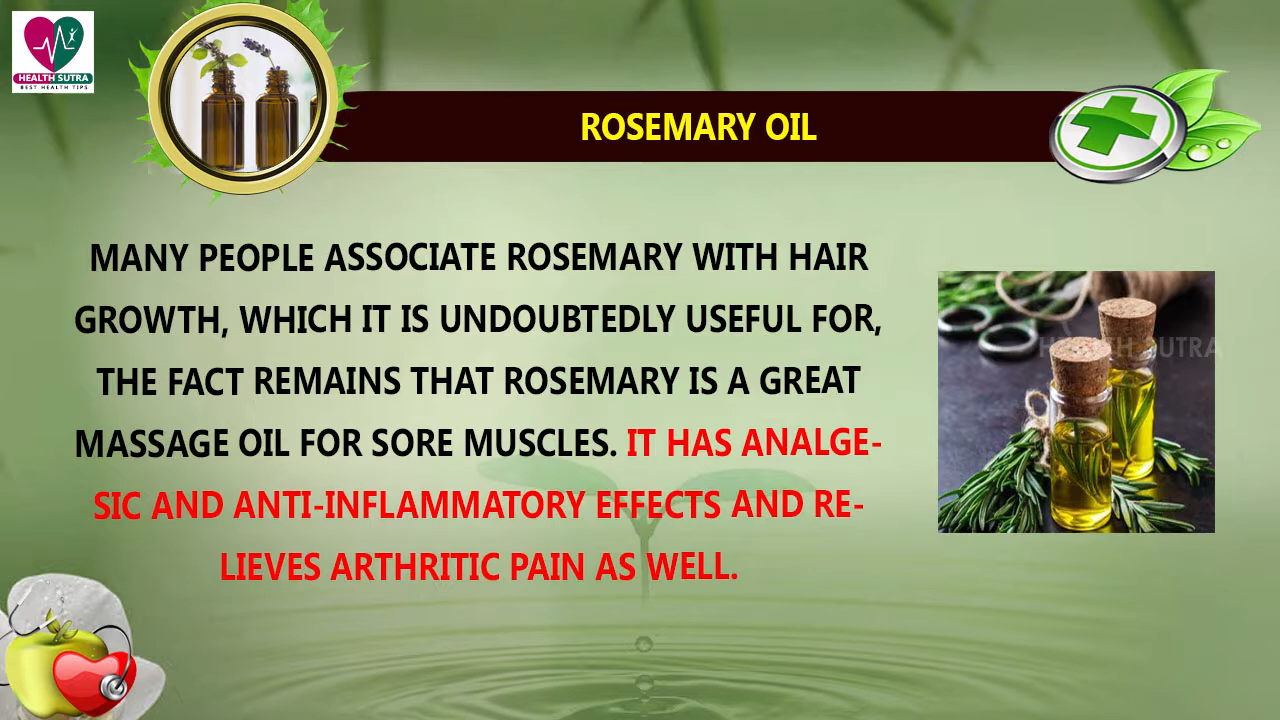 HEALTH SUTRA
BEST HEALTH TIPS
ROSEMARY OIL
MANY PEOPLE ASSOCIATE ROSEMARY WITH HAIR
GROWTH, WHICH IT IS UNDOUBTEDLY USEFUL FOR,
THE FACT REMAINS THAT ROSEMARY IS A GREAT
MASSAGE OIL FOR SORE MUSCLES. IT HAS ANALGE-
SIC AND ANTI-INFLAMMATORY EFFECTS AND RE-
LIEVES ARTHRITIC PAIN AS WELL.
HEALTH SUTRA